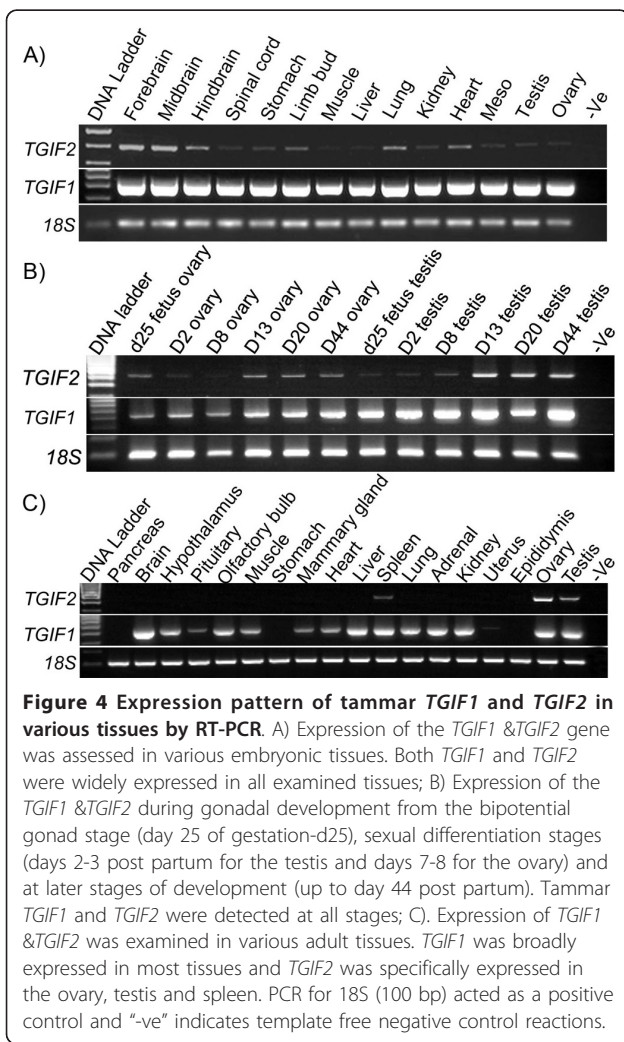 A)
DNA Ladder
Forebrain
Midbrain
Hindbrain
Spinal cord
Stomach
Limb bud
Muscle
Liver
Lung
Kidney
Heart
Meso
Testis
Ovary
-Ve
TGIF2
TGIF1
18S
B)
DNA ladder
d25 fetus ovary
D2 ovary
D8 ovary
D13 ovary
D20 ovary
D44 ovary
d25 fetus testis
D2 testis
D8 testis
D13 testis
D20 testis
D44 testis
-Ve
TGIF2
TGIF1
18S
C)
DNA Ladder
Pancreas
Brain
Hypothalamus
Pituitary
Olfactory bulb
Muscle
Stomach
Mammary gland
Heart
Liver
Spleen
Lung
Adrenal
Kidney
Uterus
Epididymis
Ovary
Testis
-Ve
TGIF2
TGIF1
18S
Figure 4 Expression pattern of tammar TGIF1 and TGIF2 in
various tissues by RT-PCR. A) Expression of the TGIF1 &TGIF2 gene
was assessed in various embryonic tissues. Both TGIF1 and TGIF2
were widely expressed in all examined tissues; B) Expression of the
TGIF1 &TGIF2 during gonadal development from the bipotential
gonad stage (day 25 of gestation-d25), sexual differentiation stages
(days 2-3 post partum for the testis and days 7-8 for the ovary) and
at later stages of development (up to day 44 post partum). Tammar
TGIF1 and TGIF2 were detected at all stages; C). Expression of TGIF1
&TGIF2 was examined in various adult tissues. TGIF1 was broadly
expressed in most tissues and TGIF2 was specifically expressed in
the ovary, testis and spleen. PCR for 18S (100 bp) acted as a positive
control and "-ve" indicates template free negative control reactions.